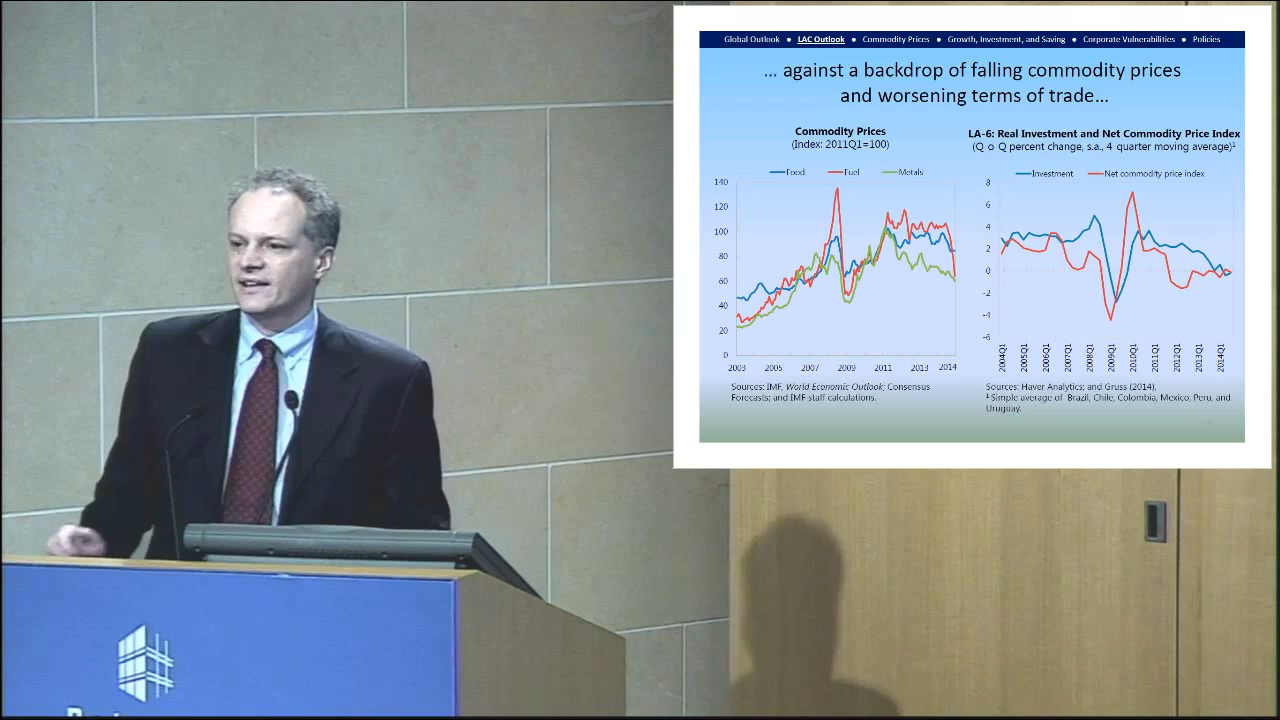 Global Outlook ● LAC Outlook ● Commodity Prices ● Growth, Investment, and Saving ● Corporate Vulnerabilities ● Policies
... against a backdrop of falling commodity prices
and worsening terms of trade...
Commodity Prices
(Index: 2011Q1=100)
Food Fuel Metals
140
120
100
80
60
40
20
0
2003 2005 2007 2009 2011 2013 2014
Sources: IMF, World Economic Outlook; Consensus
Forecasts; and IMF staff calculations.
LA-6: Real Investment and Net Commodity Price Index
(Q o Q percent change, s.a., 4 quarter moving average)¹
Investment Net commodity price index
8
6
4
2
0
-2
-4
-6
2004Q1 2005Q1 2006Q1 2007Q1 2008Q1 2009Q1 2010Q1 2011Q1 2012Q1 2013Q1 2014Q1
Sources: Haver Analytics; and Gruss (2014).
¹ Simple average of Brazil, Chile, Colombia, Mexico, Peru, and
Uruguay.